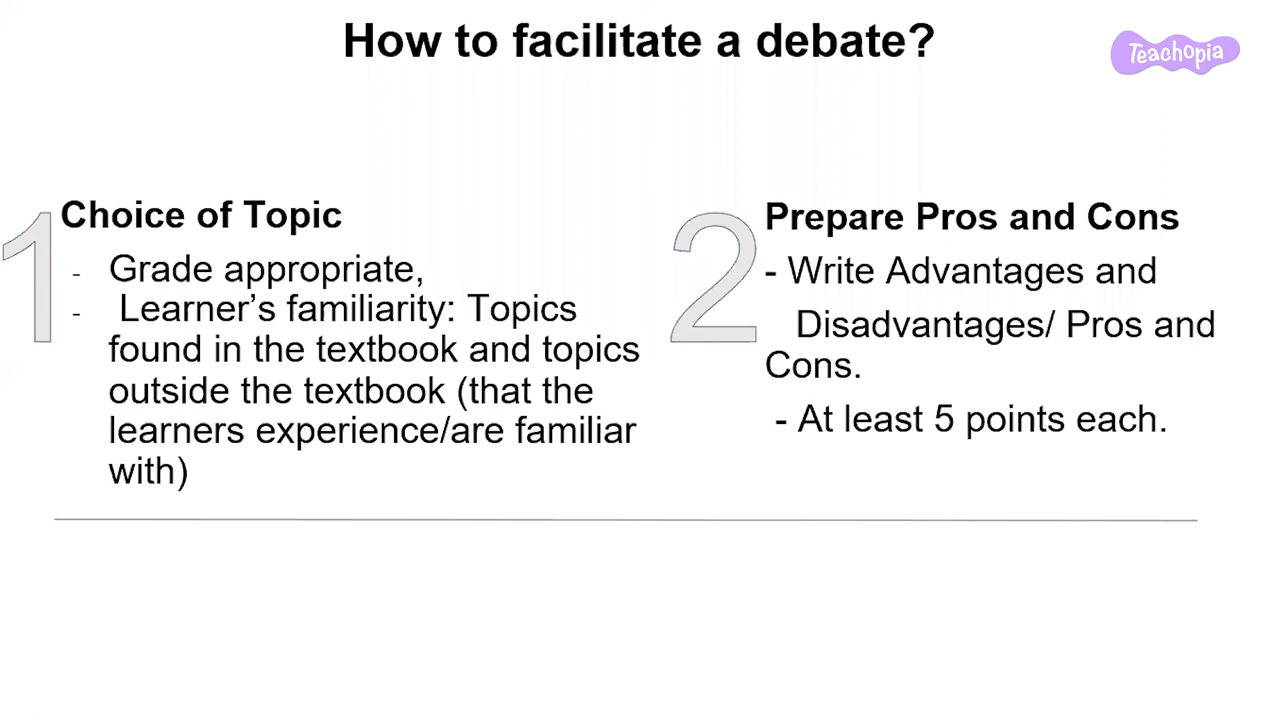 How to facilitate a debate?
Teachopia
1
Choice of Topic
- Grade appropriate,
- Learner’s familiarity: Topics
found in the textbook and topics
outside the textbook (that the
learners experience/are familiar
with)
2
Prepare Pros and Cons
- Write Advantages and
Disadvantages/ Pros and
Cons.
- At least 5 points each.